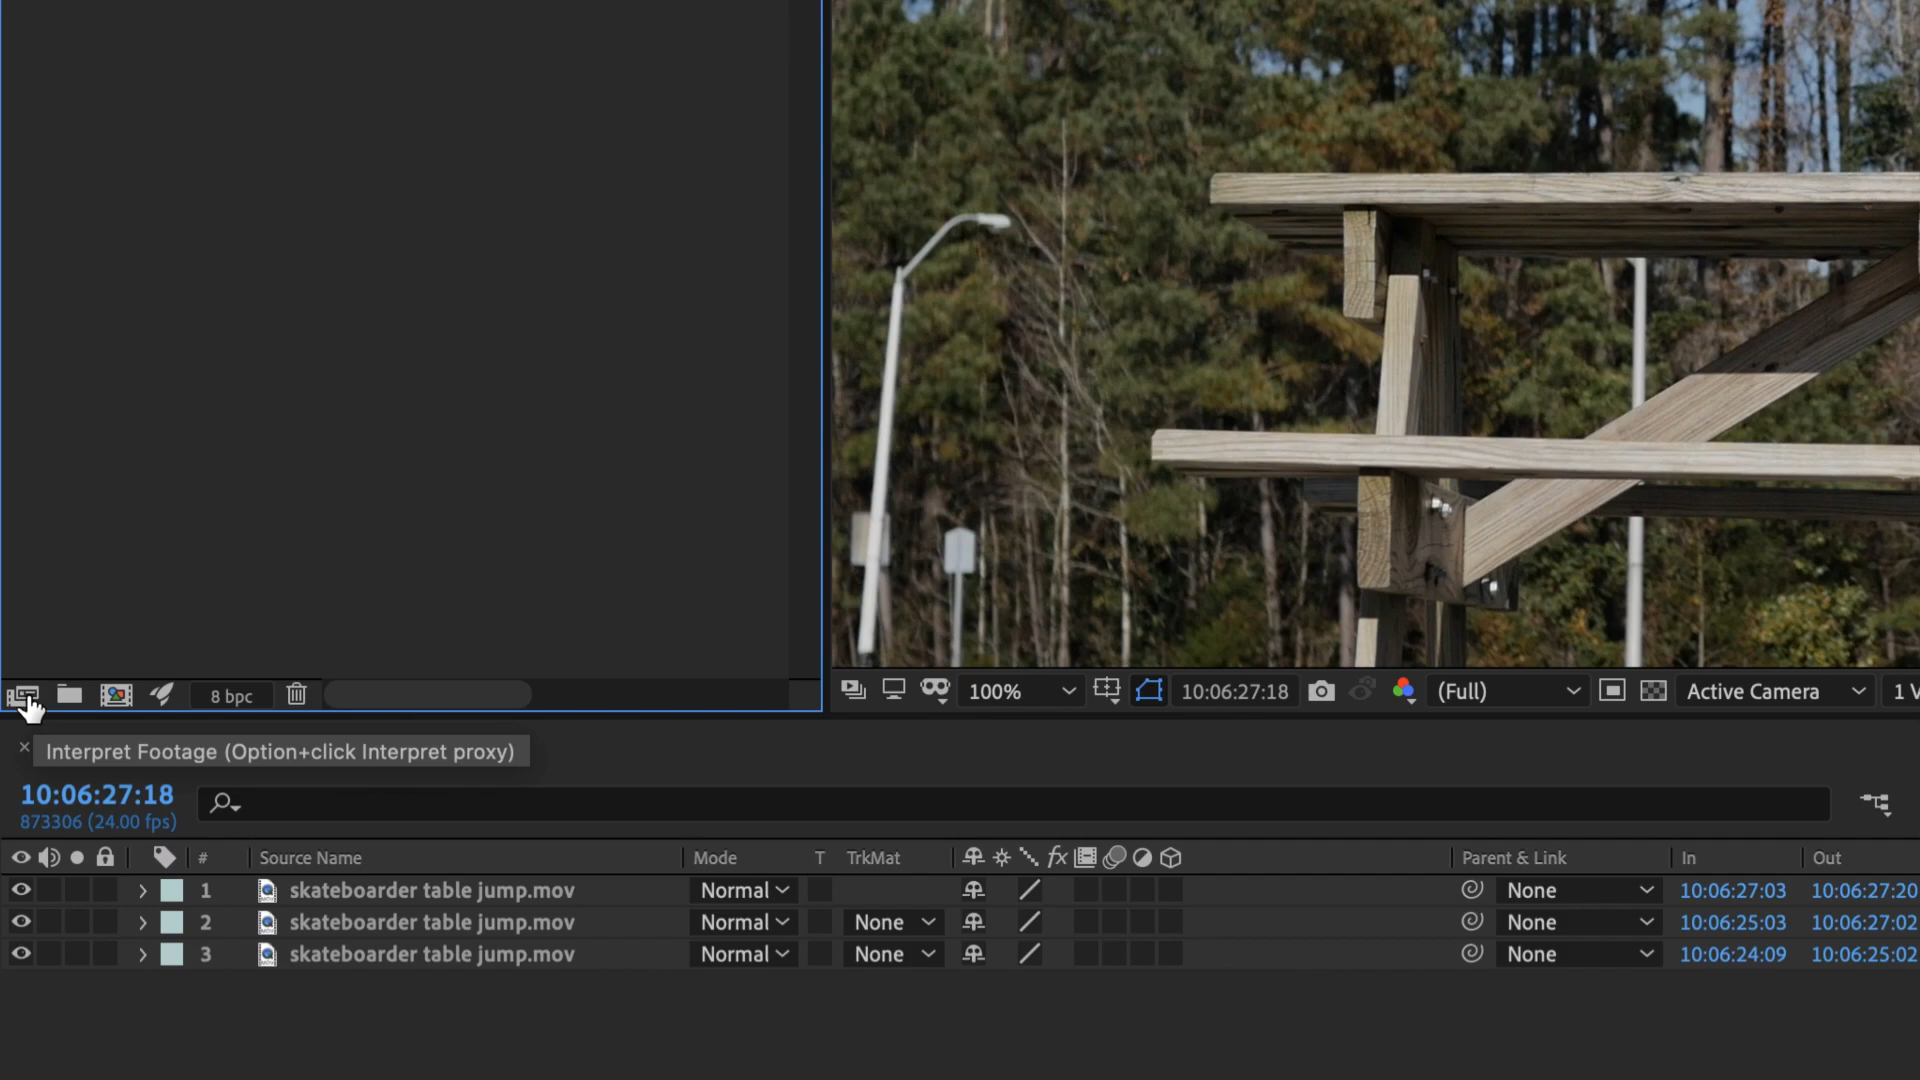 8 bpc
100%
10:06:27:18
(Full)
Active Camera
1 V
Interpret Footage (Option+click Interpret proxy)
10:06:27:18
873306 (24.00 fps)
# Source Name Mode T TrkMat fx Parent & Link In Out
1 skateboarder table jump.mov Normal None 10:06:27:03 10:06:27:20
2 skateboarder table jump.mov Normal None None 10:06:25:03 10:06:27:02
3 skateboarder table jump.mov Normal None None 10:06:24:09 10:06:25:02